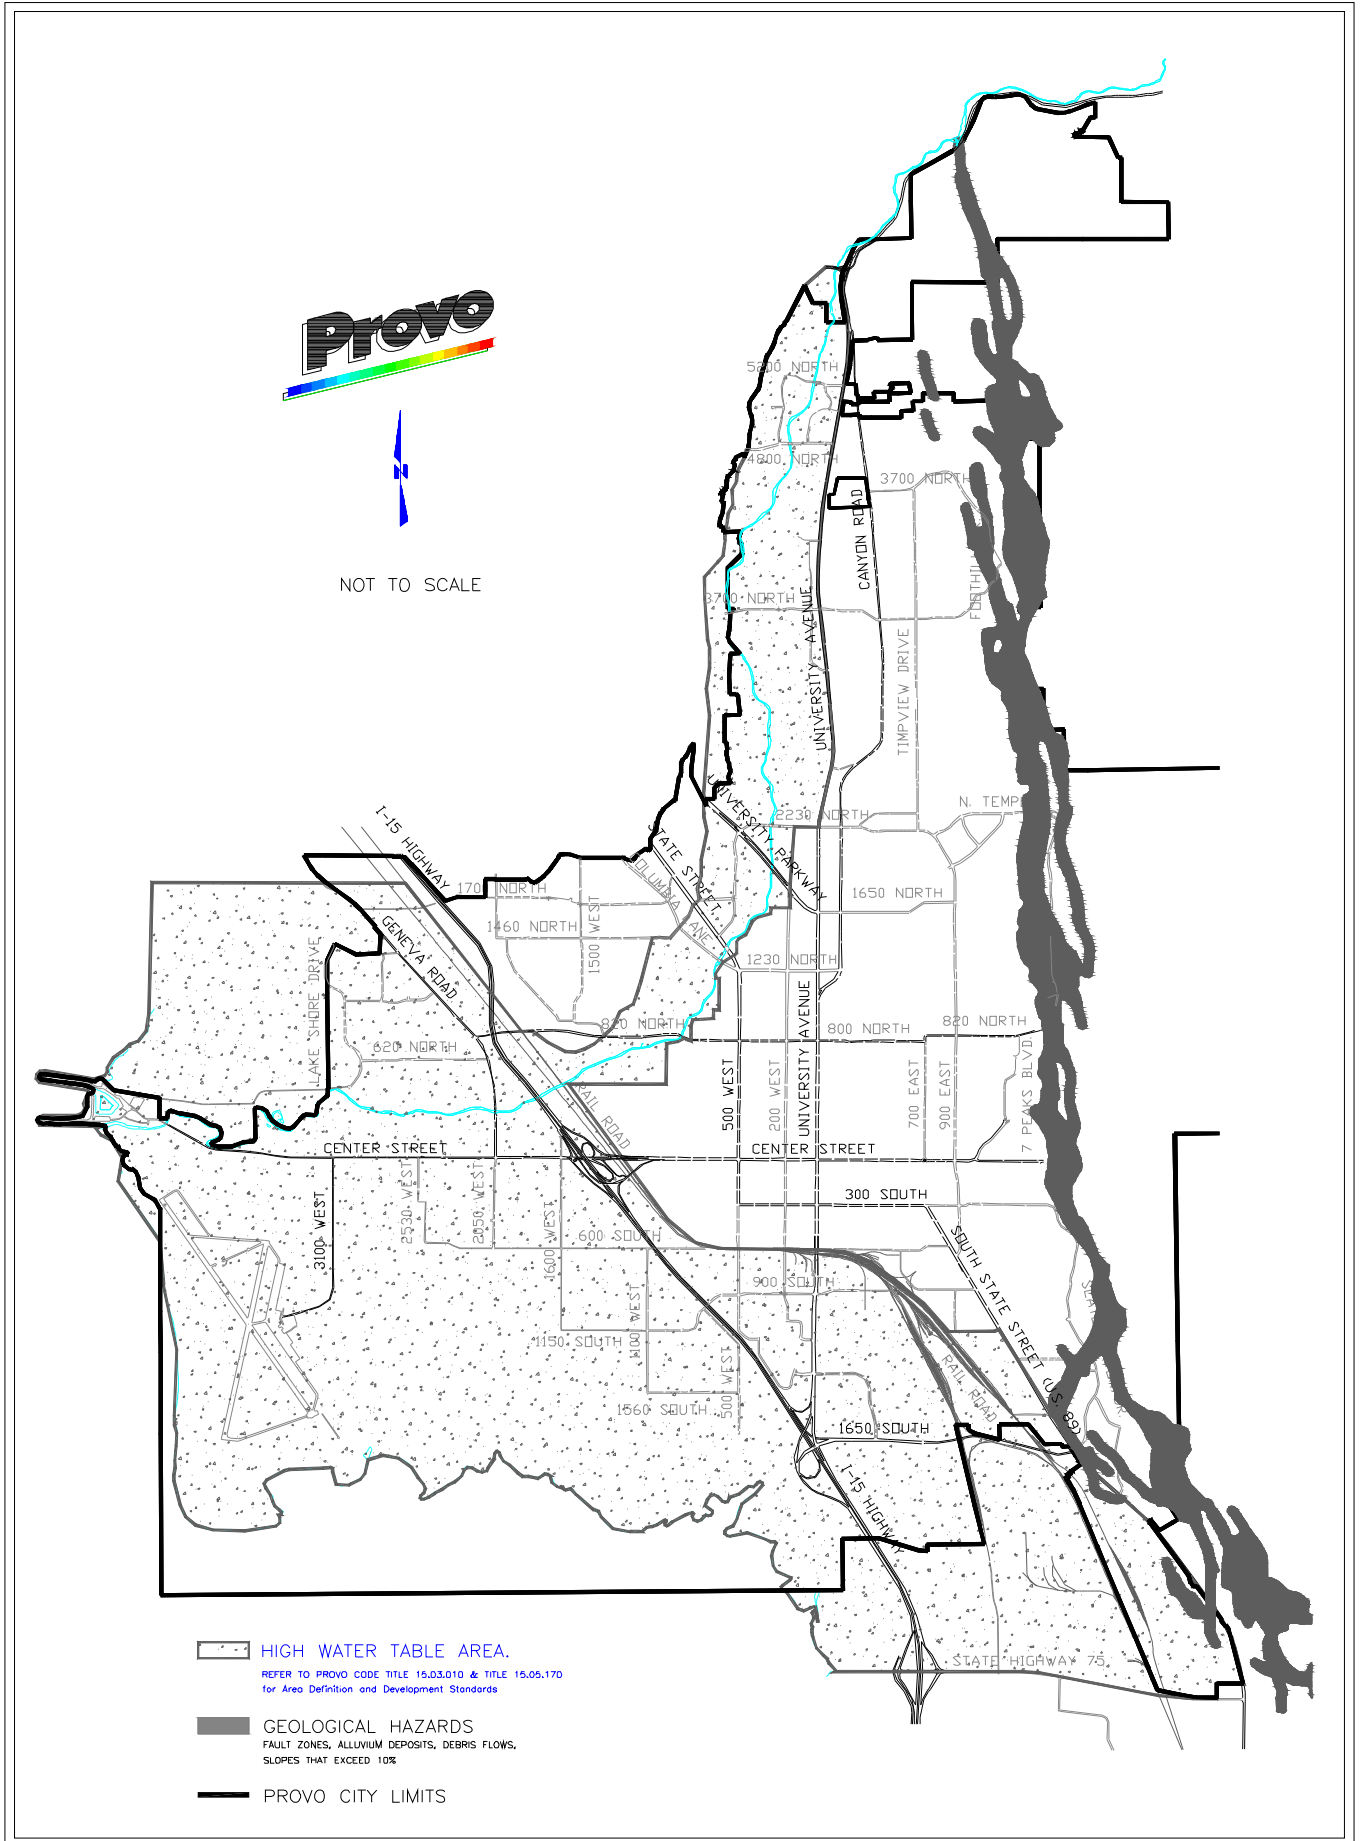 Provo
NOT TO SCALE
5200 NORTH
4800 NORTH
3700 NORTH
CANYON ROAD
3700 NORTH
UNIVERSITY AVENUE
TIMPVIEW DRIVE
UNIVERSITY PARKWAY
2230 NORTH
N. TEMP
I-15 HIGHWAY
STATE STREET
1650 NORTH
1460 NORTH
1500 WEST
GENEVA ROAD
LAKE SHORE DRIVE
1230 NORTH
UNIVERSITY AVENUE
820 NORTH
800 NORTH
820 NORTH
620 NORTH
500 WEST
200 WEST
700 EAST
900 EAST
7 PEAKS BLVD.
RAIL ROAD
CENTER STREET
CENTER STREET
3100 WEST
2530 WEST
2050 WEST
1600 WEST
300 SOUTH
600 SOUTH
SOUTH STATE STREET (U.S. 89)
900 SOUTH
1100 WEST
1150 SOUTH
500 WEST
RAIL ROAD
1560 SOUTH
1650 SOUTH
I-15 HIGHWAY
STATE HIGHWAY 75
HIGH WATER TABLE AREA.
REFER TO PROVO CODE TITLE 15.03.010 & TITLE 15.05.170
for Area Definition and Development Standards
GEOLOGICAL HAZARDS
FAULT ZONES, ALLUVIUM DEPOSITS, DEBRIS FLOWS,
SLOPES THAT EXCEED 10%
PROVO CITY LIMITS